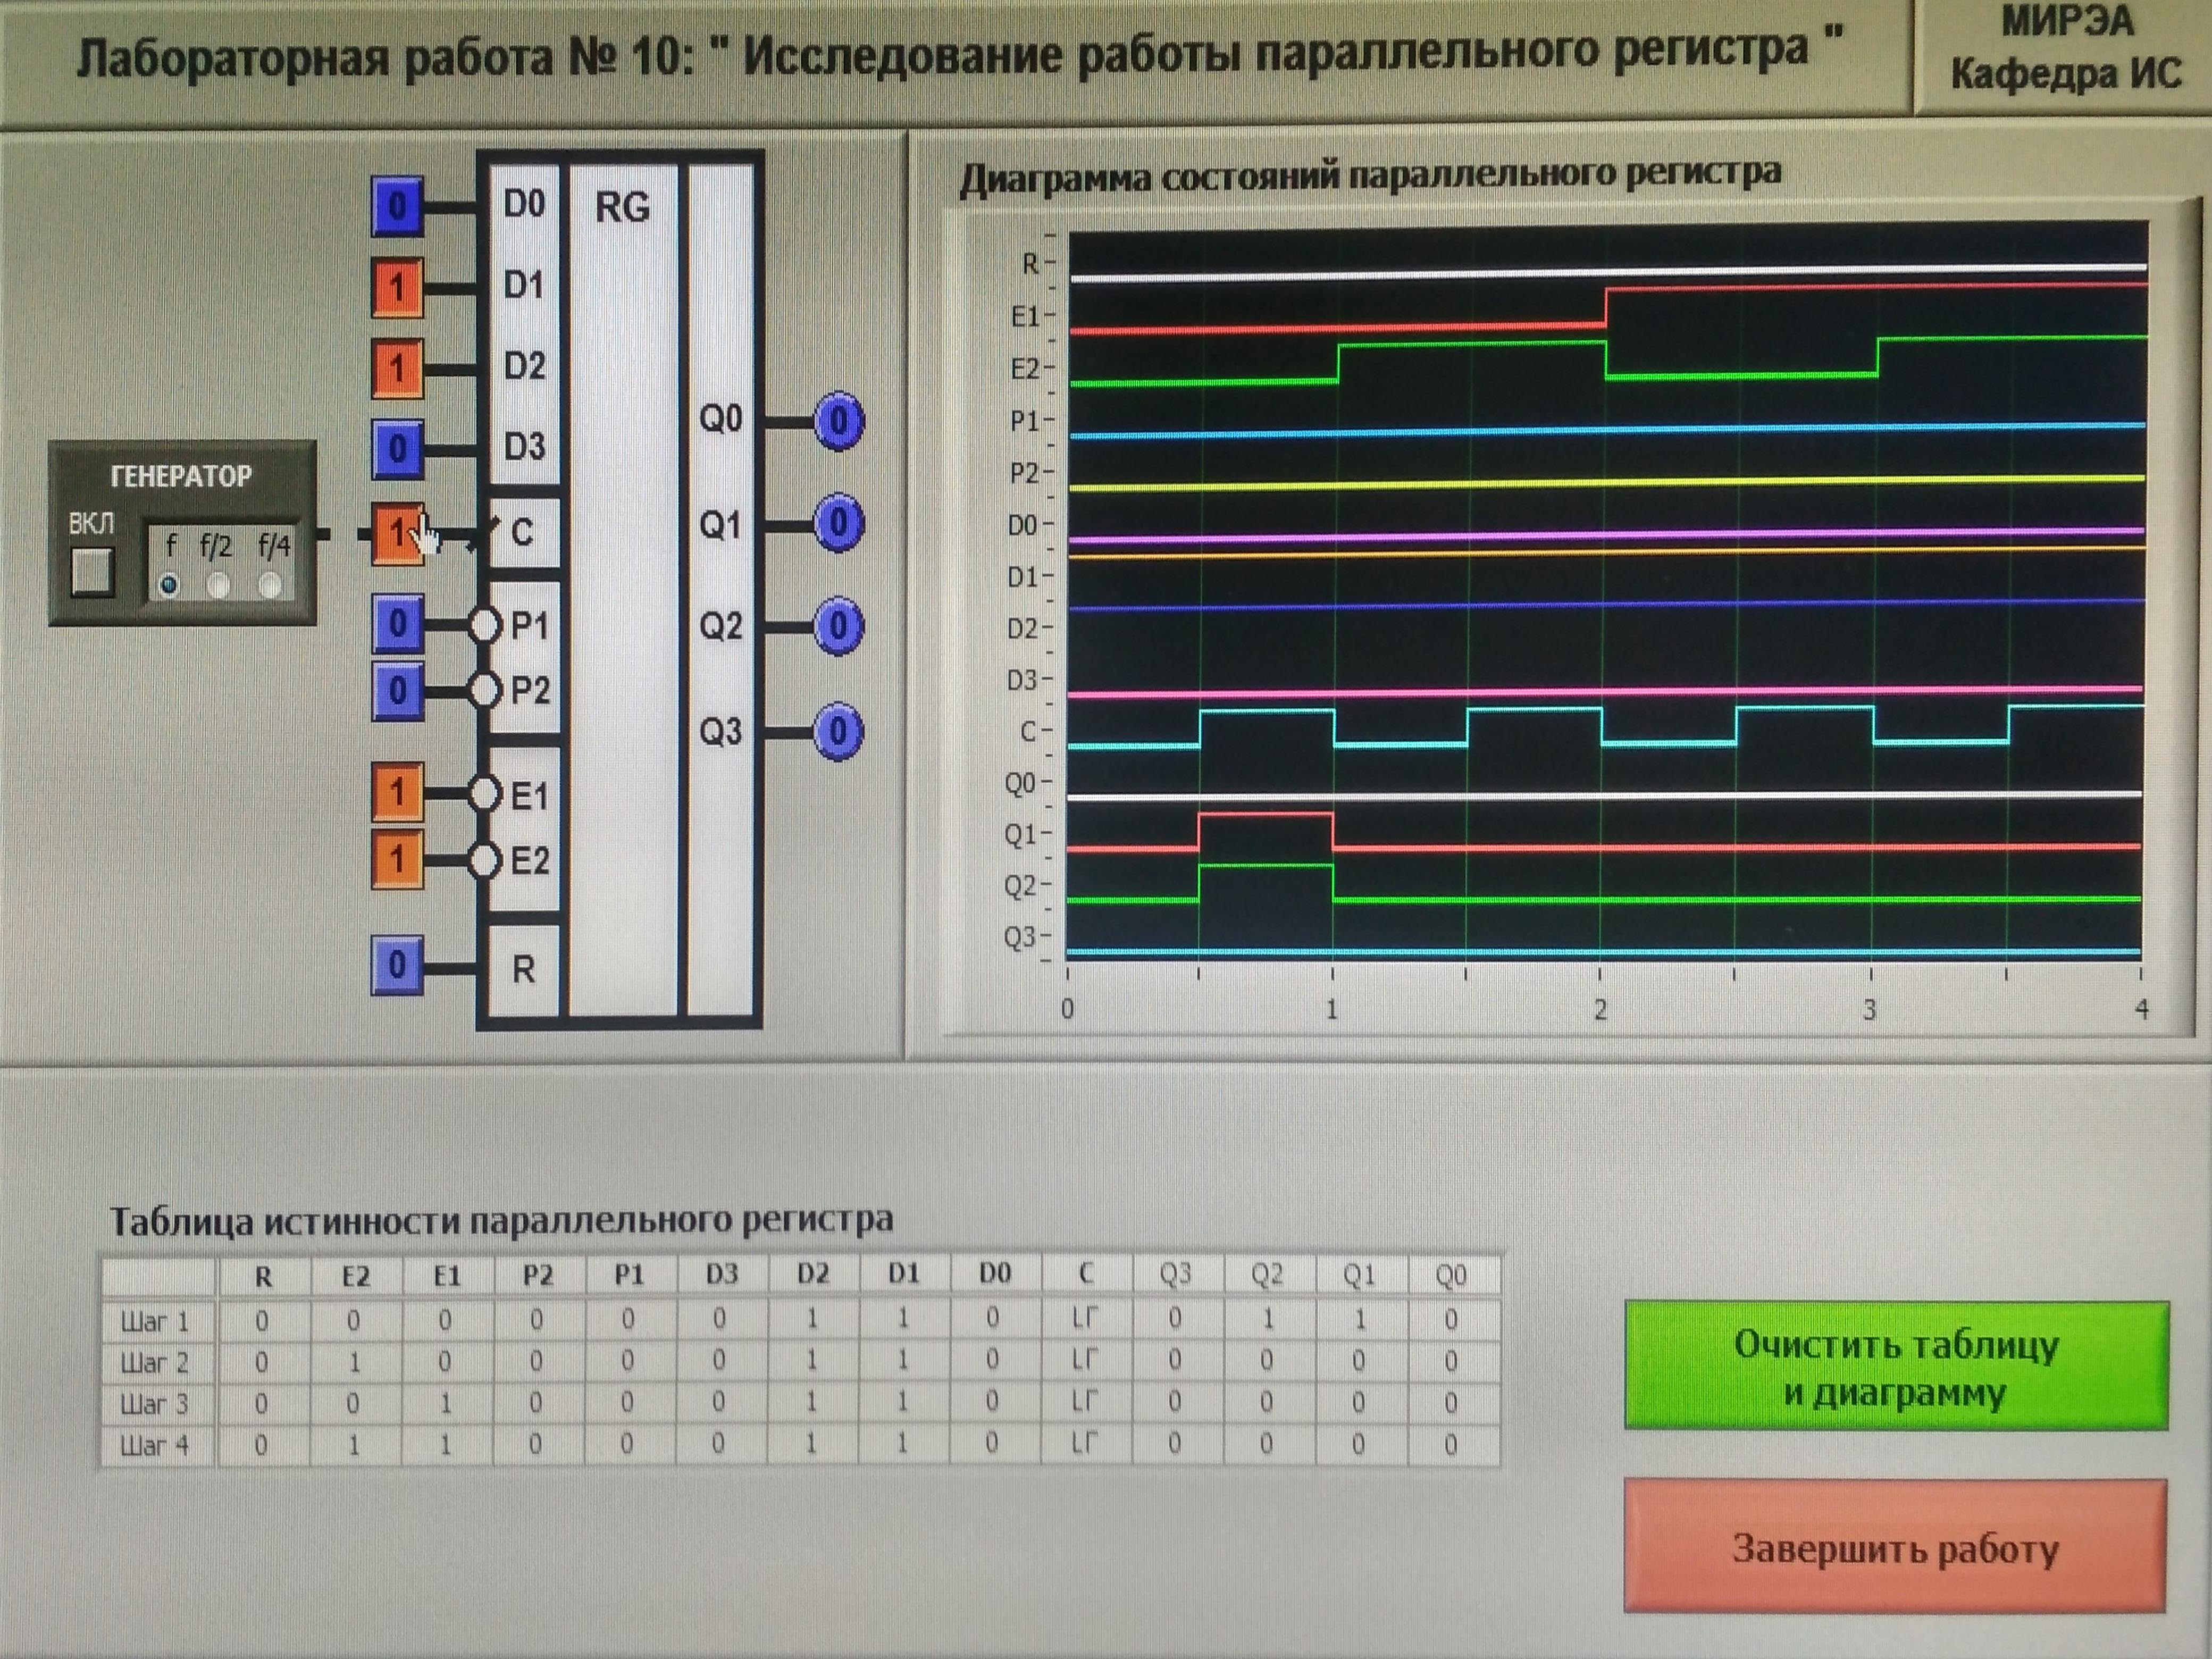 Лабораторная работа № 10: " Исследование работы параллельного регистра "
МИРЭА
Кафедра ИС
0 D0 RG
1 D1
1 D2
0 D3
Q0 0
ГЕНЕРАТОР
ВКЛ
f f/2 f/4
1 C
Q1 0
0 P1
Q2 0
0 P2
Q3 0
1 E1
1 E2
0 R
Диаграмма состояний параллельного регистра
R
E1
E2
P1
P2
D0
D1
D2
D3
C
Q0
Q1
Q2
Q3
0 1 2 3 4
Таблица истинности параллельного регистра
R E2 E1 P2 P1 D3 D2 D1 D0 C Q3 Q2 Q1 Q0
Шаг 1 0 0 0 0 0 0 1 1 0 LГ 0 1 1 0
Шаг 2 0 1 0 0 0 0 1 1 0 LГ 0 0 0 0
Шаг 3 0 0 1 0 0 0 1 1 0 LГ 0 0 0 0
Шаг 4 0 1 1 0 0 0 1 1 0 LГ 0 0 0 0
Очистить таблицу
и диаграмму
Завершить работу